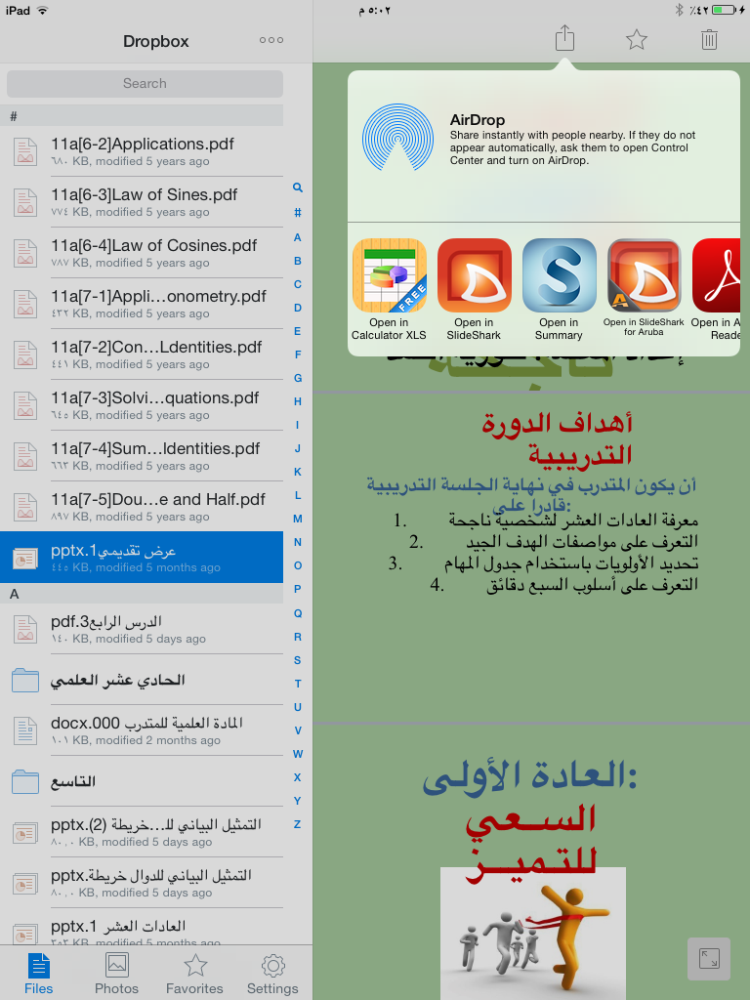 iPad
٥:٠٢ م
٪٤٢
Dropbox
Search
#
11a[6-2]Applications.pdf
٦٨٠ KB, modified 5 years ago
11a[6-3]Law of Sines.pdf
٧٧٤ KB, modified 5 years ago
11a[6-4]Law of Cosines.pdf
٧٨٧ KB, modified 5 years ago
11a[7-1]Appli...onometry.pdf
٤٣٢ KB, modified 5 years ago
11a[7-2]Con...Ldentities.pdf
٤٤١ KB, modified 5 years ago
11a[7-3]Solvi...quations.pdf
٦٤٥ KB, modified 5 years ago
11a[7-4]Sum...Identities.pdf
٦٦٣ KB, modified 5 years ago
11a[7-5]Dou...e and Half.pdf
٨٩٧ KB, modified 5 years ago
عرض تقديمي1.pptx
٤٤٥ KB, modified 5 months ago
A
الدرس الرابع3.pdf
١٤٠ KB, modified 5 days ago
الحادي عشر العلمي
المادة العلمية للمتدرب 000.docx
١٠١ KB, modified 2 months ago
التاسع
التمثيل البياني للـ...خريطة (2).pptx
٨٠,٠ KB, modified 5 days ago
التمثيل البياني للدوال خريطة.pptx
٨٠,٠ KB, modified 5 days ago
العادات العشر 1.pptx
٣٥٣ KB, modified 5 months ago
#
A
B
C
D
E
F
G
H
I
J
K
L
M
N
O
P
Q
R
S
T
U
V
W
X
Y
Z
Files
Photos
Favorites
Settings
AirDrop
Share instantly with people nearby. If they do not
appear automatically, ask them to open Control
Center and turn on AirDrop.
Open in
Calculator XLS
FREE
Open in
SlideShark
Open in
Summary
Open in SlideShark
for Aruba
Open in A
Reade
أهداف الدورة
التدريبية
أن يكون المتدرب في نهاية الجلسة التدريبية
قادرا على:
1. معرفة العادات العشر لشخصية ناجحة
2. التعرف على مواصفات الهدف الجيد
3. تحديد الأولويات باستخدام جدول المهام
4. التعرف على أسلوب السبع دقائق
العادة الأولى:
السـعي
للتميـز